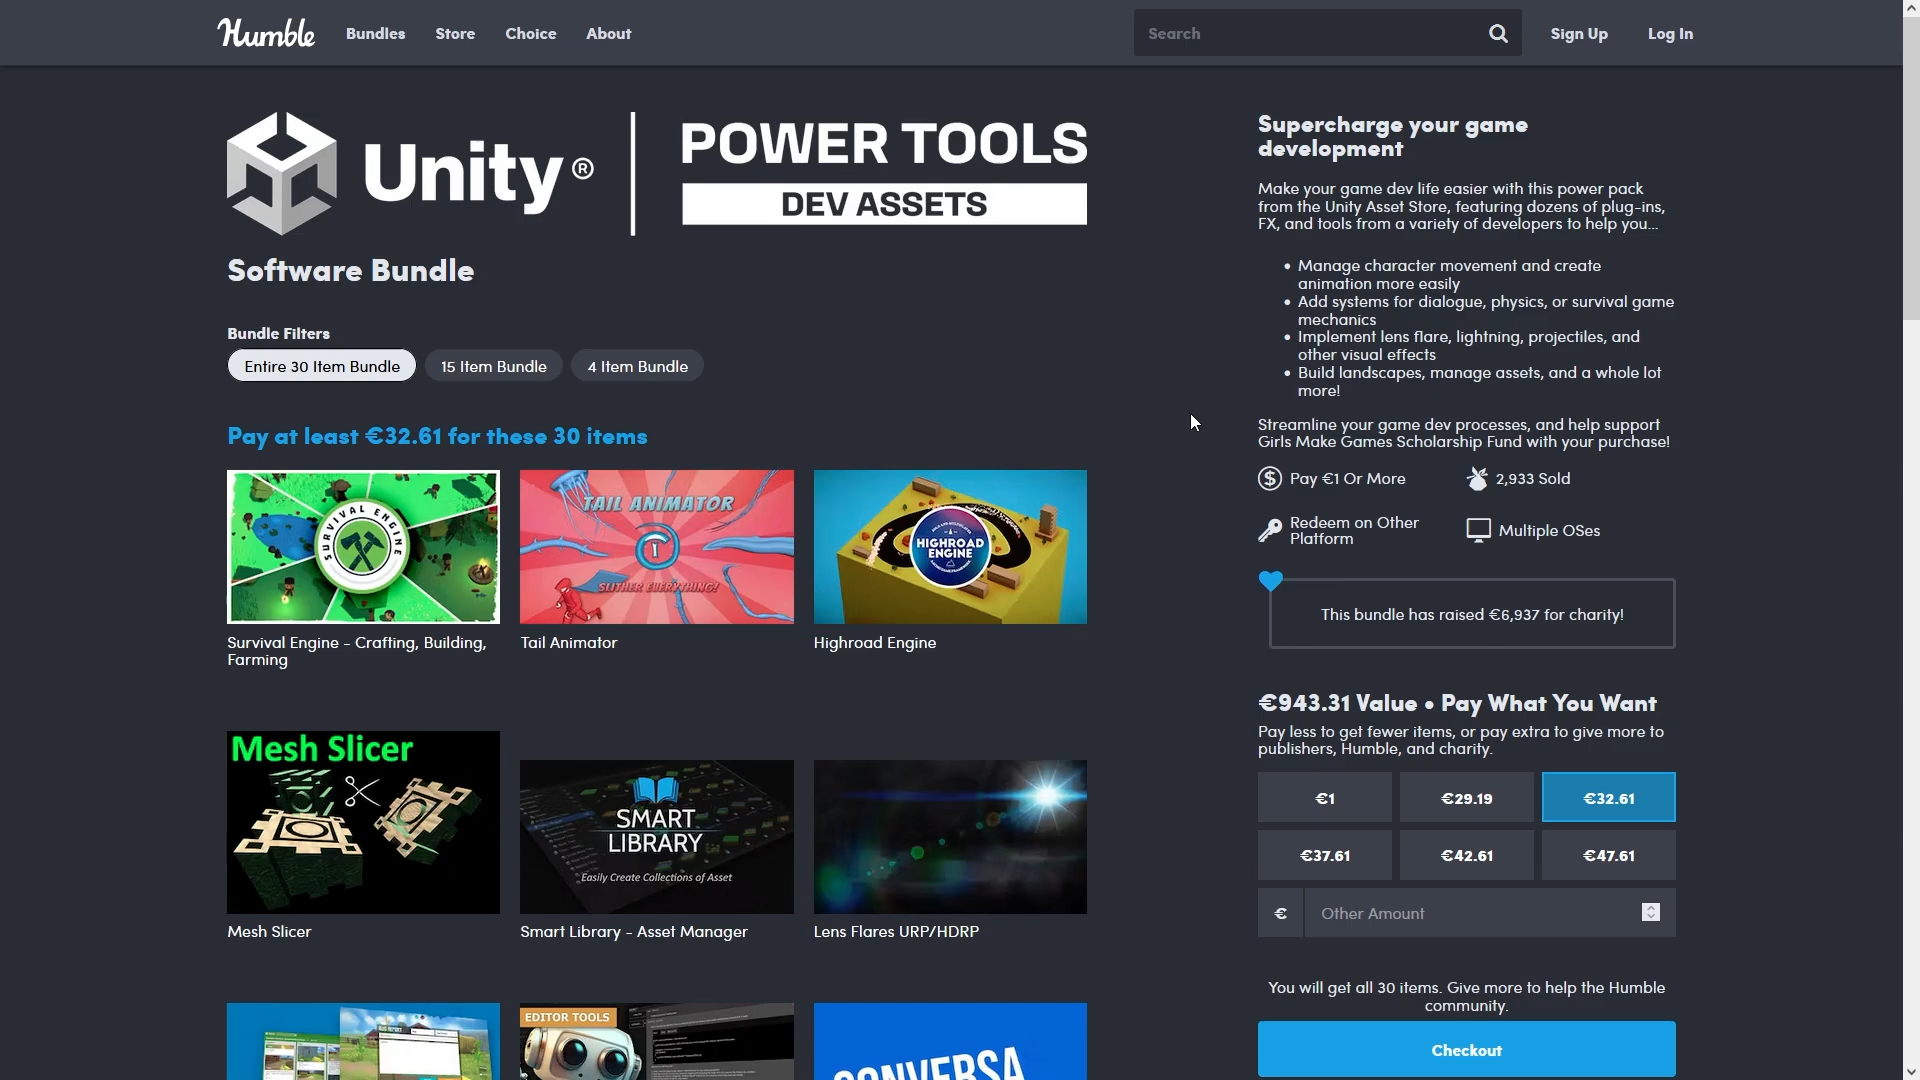 Humble
Bundles
Store
Choice
About
Search
Sign Up
Log In
Unity®
POWER TOOLS
DEV ASSETS
Software Bundle
Bundle Filters
Entire 30 Item Bundle
15 Item Bundle
4 Item Bundle
Pay at least €32.61 for these 30 items
SURVIVAL ENGINE
Survival Engine - Crafting, Building,
Farming
TAIL ANIMATOR
SLITHER EVERYTHING!
Tail Animator
HIGHROAD
ENGINE
Highroad Engine
Mesh Slicer
Mesh Slicer
SMART
LIBRARY
Easily Create Collections of Asset
Smart Library - Asset Manager
Lens Flares URP/HDRP
EDITOR TOOLS
CONVERSA
Supercharge your game
development
Make your game dev life easier with this power pack
from the Unity Asset Store, featuring dozens of plug-ins,
FX, and tools from a variety of developers to help you...
• Manage character movement and create
animation more easily
• Add systems for dialogue, physics, or survival game
mechanics
• Implement lens flare, lightning, projectiles, and
other visual effects
• Build landscapes, manage assets, and a whole lot
more!
Streamline your game dev processes, and help support
Girls Make Games Scholarship Fund with your purchase!
Pay €1 Or More
2,933 Sold
Redeem on Other
Platform
Multiple OSes
This bundle has raised €6,937 for charity!
€943.31 Value • Pay What You Want
Pay less to get fewer items, or pay extra to give more to
publishers, Humble, and charity.
€1
€29.19
€32.61
€37.61
€42.61
€47.61
€
Other Amount
You will get all 30 items. Give more to help the Humble
community.
Checkout